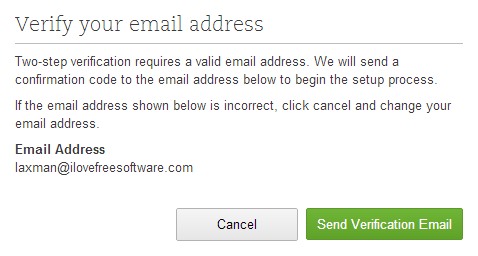 Verify your email address
Two-step verification requires a valid email address. We will send a
confirmation code to the email address below to begin the setup process.
If the email address shown below is incorrect, click cancel and change your
email address.
Email Address
laxman@ilovefreesoftware.com
Cancel
Send Verification Email